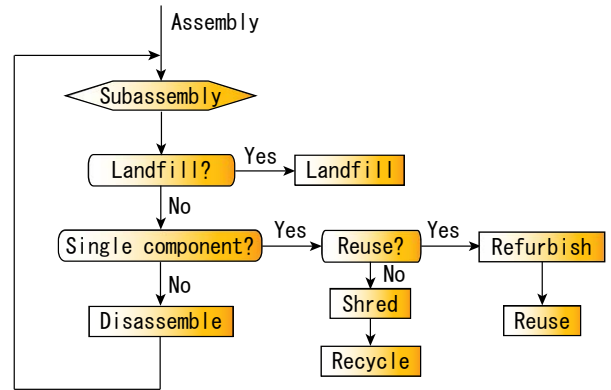 Assembly
Subassembly
Landfill?
Yes
Landfill
No
Single component?
Yes
Reuse?
Yes
Refurbish
No
No
Disassemble
Shred
Reuse
Recycle